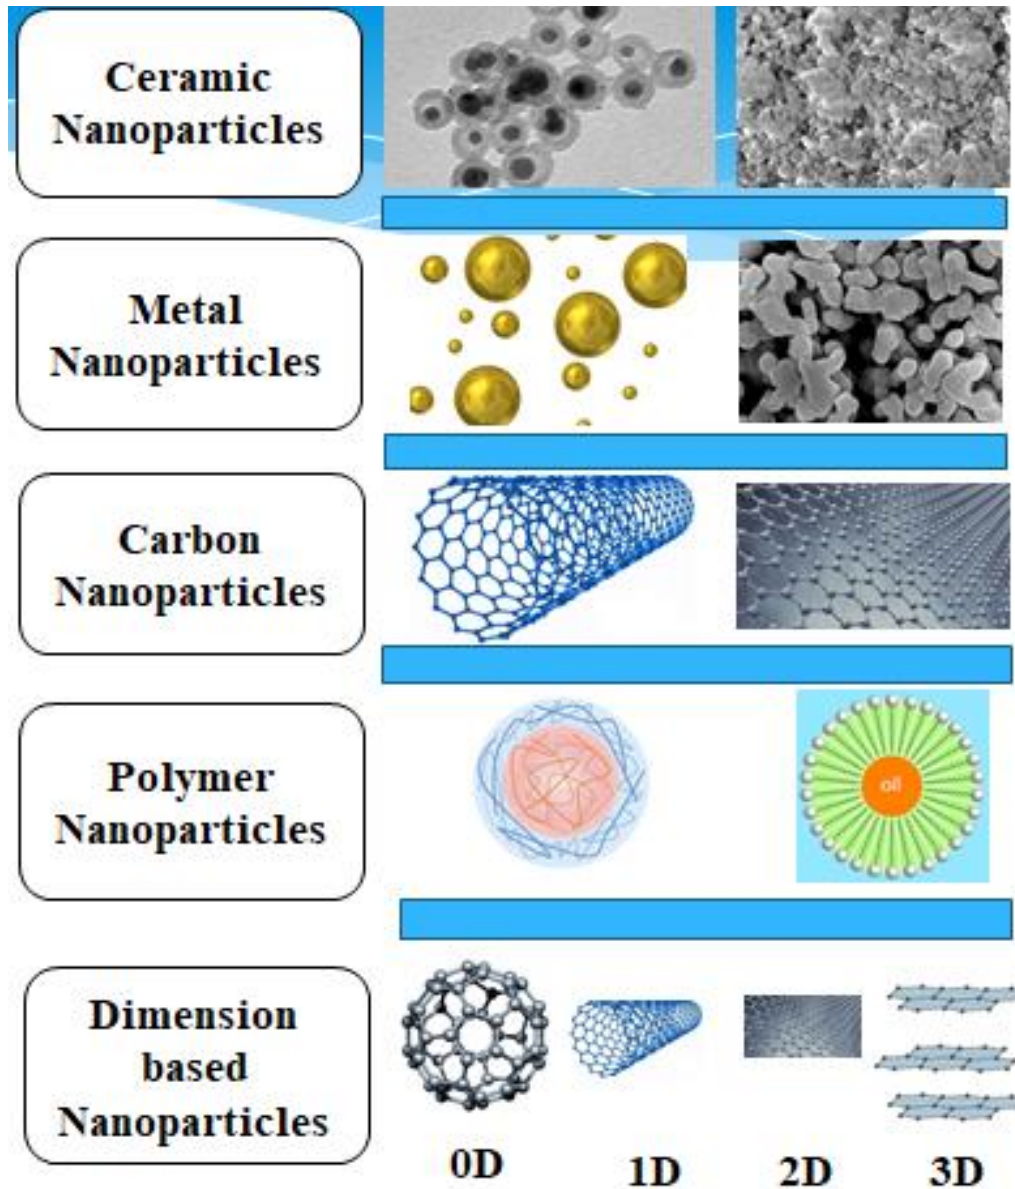 Ceramic
Nanoparticles
Metal
Nanoparticles
Carbon
Nanoparticles
Polymer
Nanoparticles
oil
Dimension
based
Nanoparticles
0D
1D
2D
3D